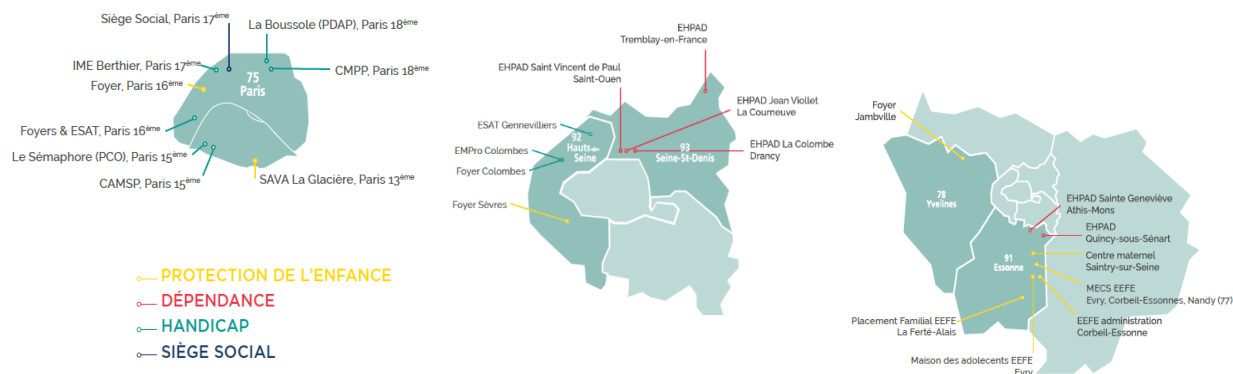 Siège Social, Paris 17ème
La Boussole (PDAP), Paris 18ème
IME Berthier, Paris 17ème
CMPP, Paris 18ème
Foyer, Paris 16ème
75
Paris
Foyers & ESAT, Paris 16ème
Le Sémaphore (PCO), Paris 15ème
CAMSP, Paris 15ème
SAVA La Glacière, Paris 13ème
PROTECTION DE L'ENFANCE
DÉPENDANCE
HANDICAP
SIÈGE SOCIAL
EHPAD
Tremblay-en-France
EHPAD Saint Vincent de Paul
Saint-Ouen
EHPAD Jean Viollet
La Courneuve
ESAT Gennevilliers
EMPro Colombes
Foyer Colombes
92
Hauts-de-
Seine
93
Seine-St-Denis
EHPAD La Colombe
Drancy
Foyer Sèvres
Foyer
Jambville
78
Yvelines
EHPAD Sainte Geneviève
Athis-Mons
EHPAD
Quincy-sous-Sénart
91
Essonne
Centre maternel
Saintry-sur-Seine
MECS EEFE
Evry, Corbeil-Essonnes, Nandy (77)
Placement Familial EEFE
La Ferté-Alais
EEFE administration
Corbeil-Essonne
Maison des adolecents EEFE
Evry